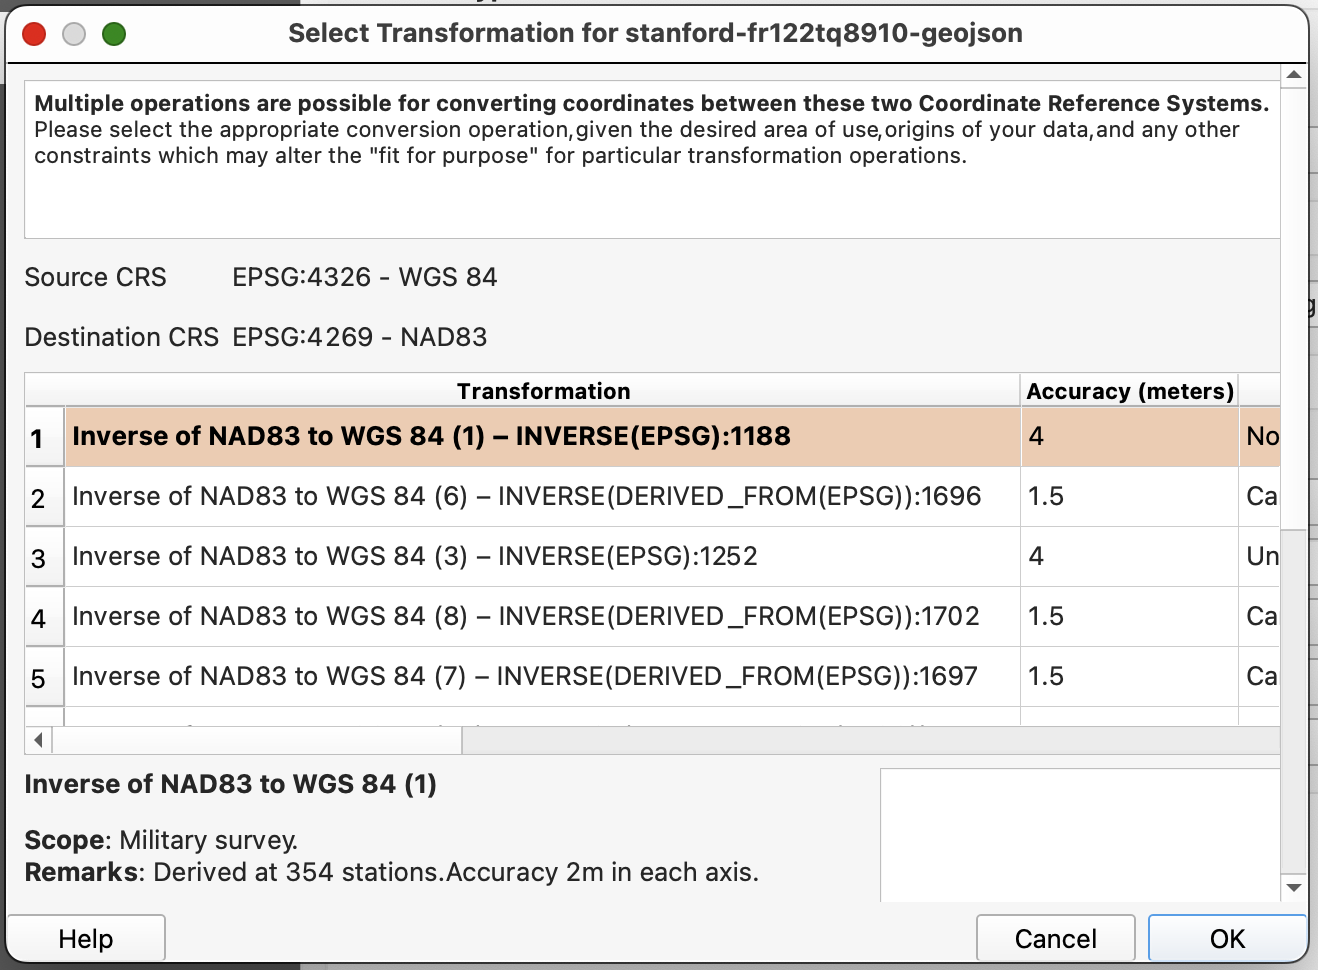 Select Transformation for stanford-fr122tq8910-geojson
Multiple operations are possible for converting coordinates between these two Coordinate Reference Systems.
Please select the appropriate conversion operation,given the desired area of use,origins of your data,and any other
constraints which may alter the "fit for purpose" for particular transformation operations.
Source CRS EPSG:4326 - WGS 84
Destination CRS EPSG:4269 - NAD83
Transformation Accuracy (meters)
1 Inverse of NAD83 to WGS 84 (1) – INVERSE(EPSG):1188 4 No
2 Inverse of NAD83 to WGS 84 (6) – INVERSE(DERIVED_FROM(EPSG)):1696 1.5 Ca
3 Inverse of NAD83 to WGS 84 (3) – INVERSE(EPSG):1252 4 Un
4 Inverse of NAD83 to WGS 84 (8) – INVERSE(DERIVED_FROM(EPSG)):1702 1.5 Ca
5 Inverse of NAD83 to WGS 84 (7) – INVERSE(DERIVED_FROM(EPSG)):1697 1.5 Ca
Inverse of NAD83 to WGS 84 (1)
Scope: Military survey.
Remarks: Derived at 354 stations.Accuracy 2m in each axis.
Help Cancel OK